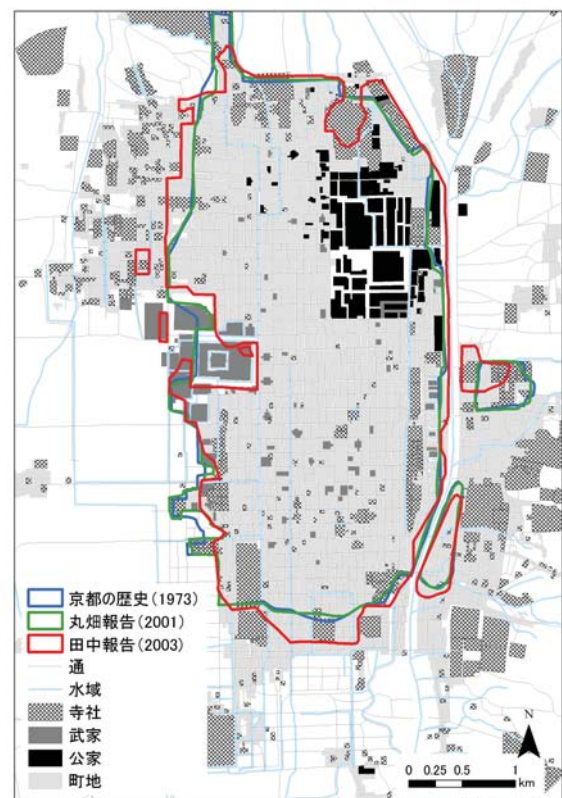 京都の歴史(1973)
丸畑報告(2001)
田中報告(2003)
通
水域
寺社
武家
公家
町地
N
0 0.25 0.5 1
km